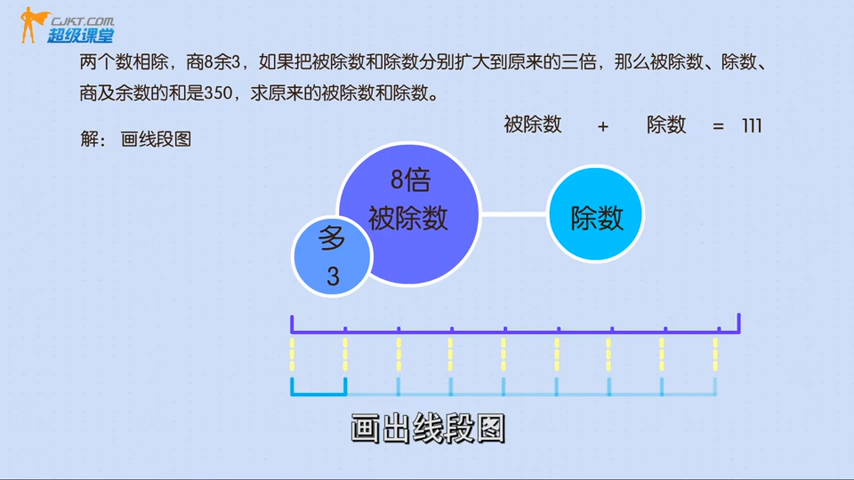 CJKT.COM
超级课堂
两个数相除，商8余3，如果把被除数和除数分别扩大到原来的三倍，那么被除数、除数、
商及余数的和是350，求原来的被除数和除数。
被除数 + 除数 = 111
解： 画线段图
8倍
被除数
除数
多
3
画出线段图